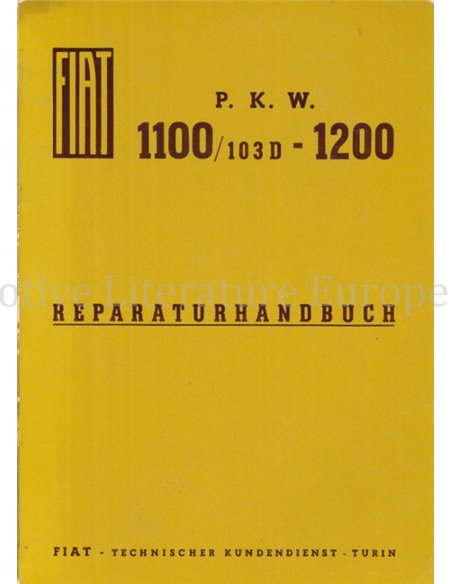 FIAT
P. K. W.
1100/103 D - 1200
otive Literature Europe
REPARATURHANDBUCH
FIAT - TECHNISCHER KUNDENDIENST - TURIN